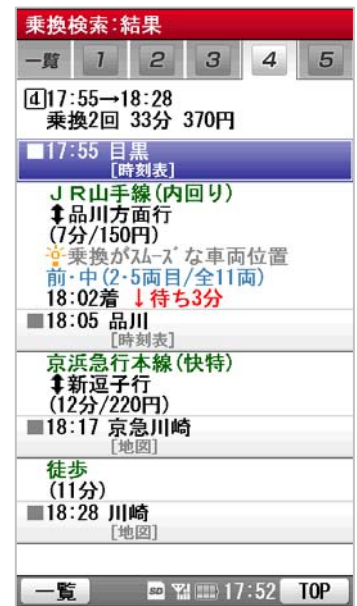 乗換検索:結果
一覧 1 2 3 4 5
4 17:55→18:28
乗換2回 33分 370円
■17:55 目黒
[時刻表]
ＪＲ山手線(内回り)
⬍品川方面行
(7分/150円)
乗換がｽﾑｰｽﾞな車両位置
前・中(2・5両目/全11両)
18:02着 ↓待ち3分
■18:05 品川
[時刻表]
京浜急行本線(快特)
⬍新逗子行
(12分/220円)
■18:17 京急川崎
[地図]
徒歩
(11分)
■18:28 川崎
[地図]
一覧 SD 17:52 TOP